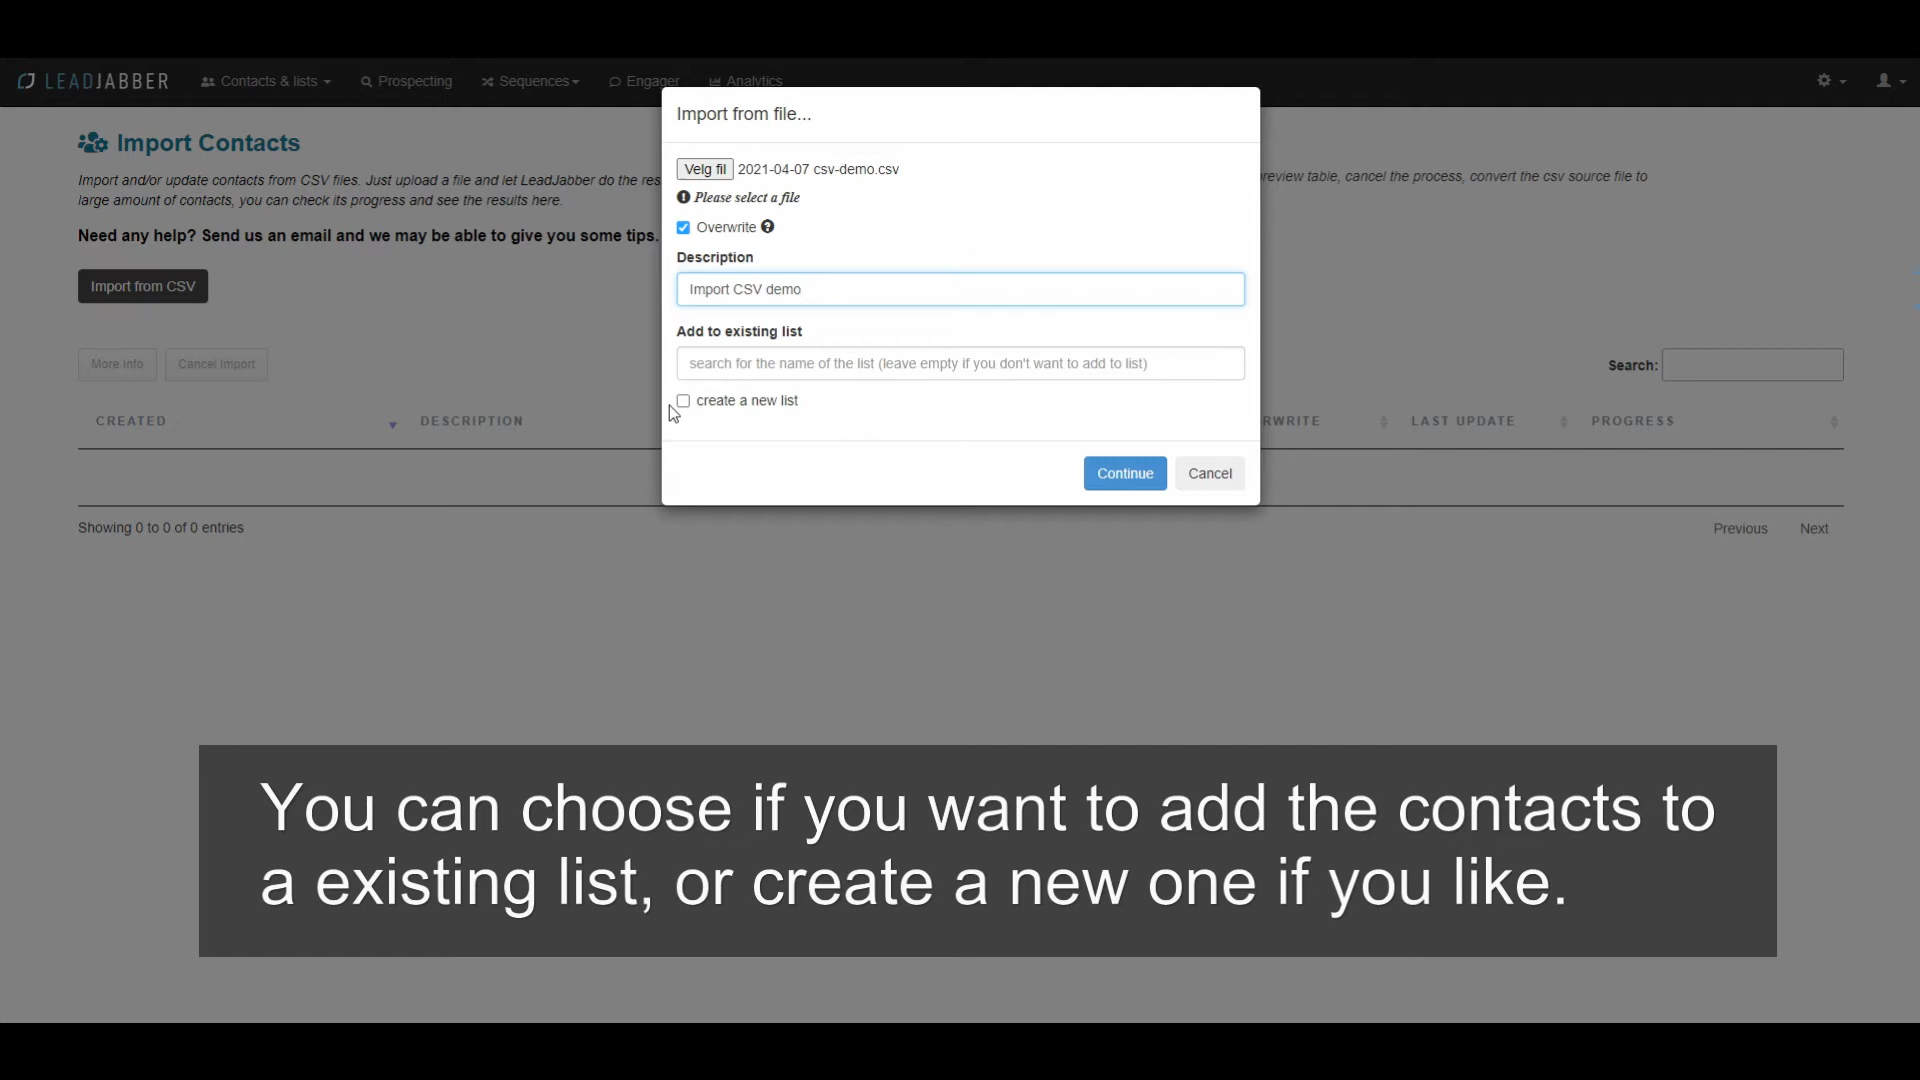 LEADJABBER
Contacts & lists
Prospecting
Sequences
Engager
Analytics
Import Contacts
Import and/or update contacts from CSV files. Just upload a file and let LeadJabber do the res
review table, cancel the process, convert the csv source file to
large amount of contacts, you can check its progress and see the results here.
Need any help? Send us an email and we may be able to give you some tips.
Import from CSV
Import from file...
Velg fil 2021-04-07 csv-demo.csv
Please select a file
Overwrite
Description
Import CSV demo
Add to existing list
search for the name of the list (leave empty if you don't want to add to list)
create a new list
Continue
Cancel
More info
Cancel Import
Search:
CREATED
DESCRIPTION
RWRITE
LAST UPDATE
PROGRESS
Showing 0 to 0 of 0 entries
Previous
Next
You can choose if you want to add the contacts to
a existing list, or create a new one if you like.